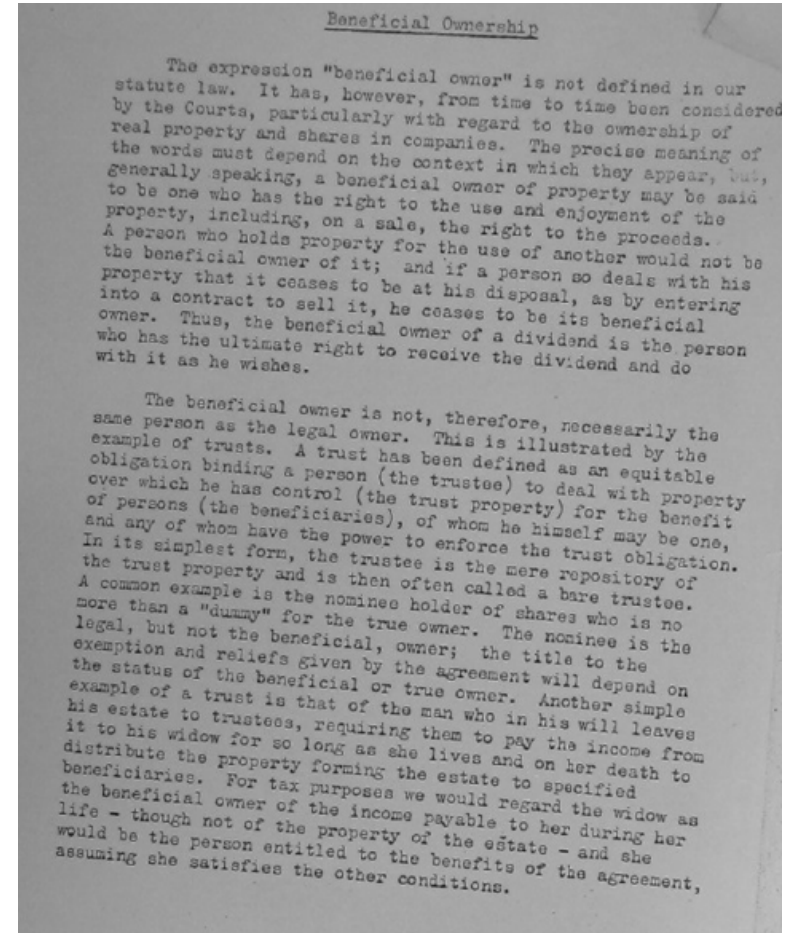 Beneficial Ownership
The expression "beneficial owner" is not defined in our
statute law. It has, however, from time to time been considered
by the Courts, particularly with regard to the ownership of
real property and shares in companies. The precise meaning of
the words must depend on the context in which they appear, but,
generally speaking, a beneficial owner of property may be said
to be one who has the right to the use and enjoyment of the
property, including, on a sale, the right to the proceeds.
A person who holds property for the use of another would not be
the beneficial owner of it; and if a person so deals with his
property that it ceases to be at his disposal, as by entering
into a contract to sell it, he ceases to be its beneficial
owner. Thus, the beneficial owner of a dividend is the person
who has the ultimate right to receive the dividend and do
with it as he wishes.
The beneficial owner is not, therefore, necessarily the
same person as the legal owner. This is illustrated by the
example of trusts. A trust has been defined as an equitable
obligation binding a person (the trustee) to deal with property
over which he has control (the trust property) for the benefit
of persons (the beneficiaries), of whom he himself may be one,
and any of whom have the power to enforce the trust obligation.
In its simplest form, the trustee is the mere repository of
the trust property and is then often called a bare trustee.
A common example is the nominee holder of shares who is no
more than a "dummy" for the true owner. The nominee is the
legal, but not the beneficial, owner; the title to the
exemption and reliefs given by the agreement will depend on
the status of the beneficial or true owner. Another simple
example of a trust is that of the man who in his will leaves
his estate to trustees, requiring them to pay the income from
it to his widow for so long as she lives and on her death to
distribute the property forming the estate to specified
beneficiaries. For tax purposes we would regard the widow as
the beneficial owner of the income payable to her during her
life - though not of the property of the estate - and she
would be the person entitled to the benefits of the agreement,
assuming she satisfies the other conditions.